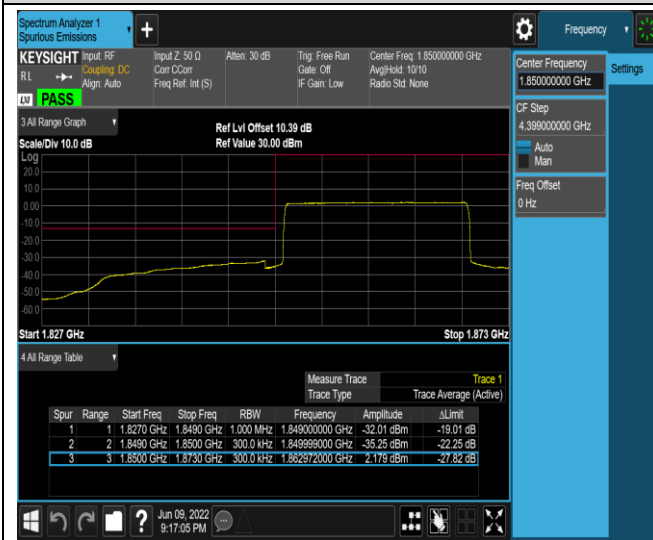 Spectrum Analyzer 1
Spurious Emissions
Frequency
KEYSIGHT
RL
LXI
PASS
Input: RF
Coupling: DC
Align: Auto
Input Z: 50 Ω
Corr CCorr
Freq Ref: Int (S)
Atten: 30 dB
Trig: Free Run
Gate: Off
IF Gain: Low
Center Freq: 1.850000000 GHz
Avg|Hold: 10/10
Radio Std: None
Center Frequency
1.850000000 GHz
Settings
CF Step
4.399000000 GHz
Auto
Man
Freq Offset
0 Hz
3 All Range Graph
Scale/Div 10.0 dB
Ref Lvl Offset 10.39 dB
Ref Value 30.00 dBm
Log
20.0
10.0
0.00
-10.0
-20.0
-30.0
-40.0
-50.0
-60.0
Start 1.827 GHz
Stop 1.873 GHz
4 All Range Table
Measure Trace Trace 1
Trace Type Trace Average (Active)
Spur Range Start Freq Stop Freq RBW Frequency Amplitude ΔLimit
1 1 1.8270 GHz 1.8490 GHz 1.000 MHz 1.849000000 GHz -32.01 dBm -19.01 dB
2 2 1.8490 GHz 1.8500 GHz 300.0 kHz 1.849999000 GHz -35.25 dBm -22.25 dB
3 3 1.8500 GHz 1.8730 GHz 300.0 kHz 1.862972000 GHz 2.179 dBm -27.82 dB
?
Jun 09, 2022
9:17:05 PM